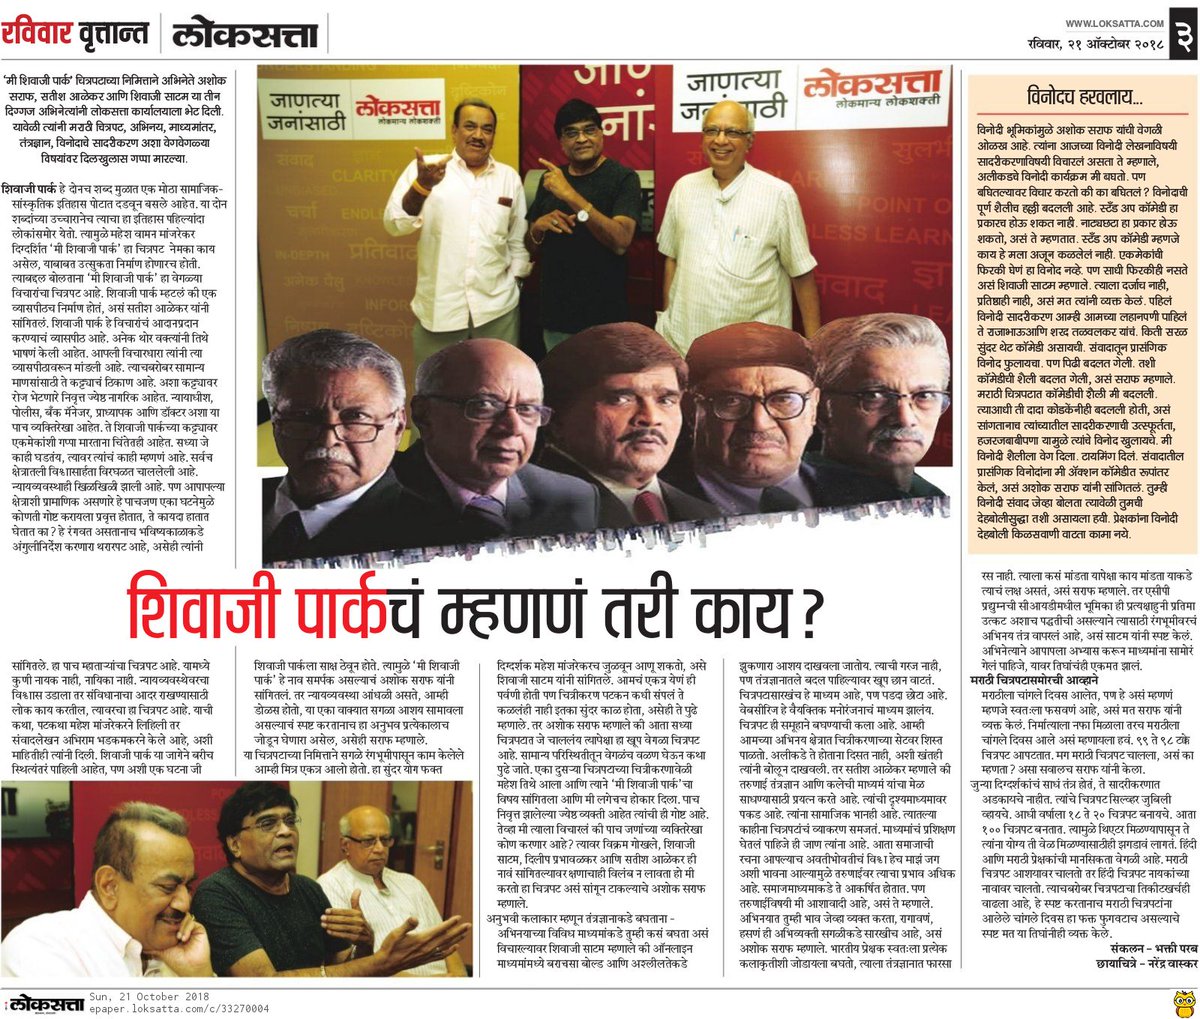 रविवार वृत्तान्त
लोकसत्ता
WWW.LOKSATTA.COM
रविवार, २१ ऑक्टोबर २०१८
३
'मी शिवाजी पार्क' चित्रपटाच्या निमित्ताने अभिनेते अशोक
सराफ, सतीश आळेकर आणि शिवाजी साटम या तीन
दिग्गज अभिनेत्यांनी लोकसत्ता कार्यालयाला भेट दिली.
यावेळी त्यांनी मराठी चित्रपट, अभिनय, माध्यमांतर,
तंत्रज्ञान, विनोदाचे सादरीकरण अशा वेगवेगळ्या
विषयांवर दिलखुलास गप्पा मारल्या.
शिवाजी पार्क हे दोनच शब्द मुळात एक मोठा सामाजिक-
सांस्कृतिक इतिहास पोटात दडवून बसले आहेत. या दोन
शब्दांच्या उच्चारानेच त्याचा हा इतिहास पहिल्यांदा
लोकांसमोर येतो. त्यामुळे महेश वामन मांजरेकर
दिग्दर्शित 'मी शिवाजी पार्क' हा चित्रपट नेमका काय
असेल, याबाबत उत्सुकता निर्माण होणारच होती.
त्याबद्दल बोलताना 'मी शिवाजी पार्क' हा वेगळ्या
विचारांचा चित्रपट आहे. शिवाजी पार्क म्हटलं की एक
व्यासपीठच निर्माण होतं, असं सतीश आळेकर यांनी
सांगितलं. शिवाजी पार्क हे विचारांचं आदानप्रदान
करण्याचं व्यासपीठ आहे. अनेक थोर वक्त्यांनी तिथे
भाषणं केली आहेत. आपली विचारधारा त्यांनी त्या
व्यासपीठावरून मांडली आहे. त्याचबरोबर सामान्य
माणसांसाठी ते कट्ट्याचं ठिकाण आहे. अशा कट्ट्यावर
रोज भेटणारे निवृत्त ज्येष्ठ नागरिक आहेत. न्यायाधीश,
पोलीस, बँक मॅनेजर, प्राध्यापक आणि डॉक्टर अशा या
पाच व्यक्तिरेखा आहेत. ते शिवाजी पार्कच्या कट्ट्यावर
एकमेकांशी गप्पा मारताना चिंतेतही आहेत. सध्या जे
काही घडतंय, त्यावर त्यांचं काही म्हणणं आहे. सर्वच
क्षेत्रातली विश्वासार्हता विरघळत चाललेली आहे.
न्यायव्यवस्थाही खिळखिळी झाली आहे. पण आपापल्या
क्षेत्राशी प्रामाणिक असणारे हे पाचजण एका घटनेमुळे
कोणती गोष्ट करायला प्रवृत्त होतात, ते कायदा हातात
घेतात का? हे रंगवत असतानाच भविष्यकाळाकडे
अंगुलीनिर्देश करणारा थरारपट आहे, असेही त्यांनी
जाणत्या
जनांसाठी
लोकसत्ता
लोकमान्य लोकशक्ती
जाणत्या
जनांसाठी
लोकसत्ता
लोकमान्य लोकशक्ती
संवाद
CLARITY
चर्चा
IN-DEPTH
प्रतिवाद
POINT OF
विनोदच हरवलाय...
विनोदी भूमिकांमुळे अशोक सराफ यांची वेगळी
ओळख आहे. त्यांना आजच्या विनोदी लेखनाविषयी
सादरीकरणाविषयी विचारलं असता ते म्हणाले,
अलीकडचे विनोदी कार्यक्रम मी बघतो. पण
बघितल्यावर विचार करतो की का बघितलं? विनोदाची
पूर्ण शैलीच हल्ली बदलली आहे. स्टँड अप कॉमेडी हा
प्रकारच होऊ शकत नाही. नाट्यछटा हा प्रकार होऊ
शकतो, असं ते म्हणतात. स्टँड अप कॉमेडी म्हणजे
काय हे मला अजून कळलेलं नाही. एकमेकांची
फिरकी घेणं हा विनोद नव्हे. पण साधी फिरकीही नसते
असं शिवाजी साटम म्हणाले. त्याला दर्जाच नाही,
प्रतिष्ठाही नाही, असं मत त्यांनी व्यक्त केलं. पहिलं
विनोदी सादरीकरण आम्ही आमच्या लहानपणी पाहिलं
ते राजाभाऊआणि शरद तळवलकर यांचं. किती सरळ
सुंदर थेट कॉमेडी असायची. संवादातून प्रासंगिक
विनोद फुलायचा. पण पिढी बदलत गेली. तशी
कॉमेडीची शैली बदलत गेली, असं सराफ म्हणाले.
मराठी चित्रपटात कॉमेडीची शैली मी बदलली.
त्याआधी ती दादा कोंडकेंनीही बदलली होती, असं
सांगतानाच त्यांच्यातील सादरीकरणाची उत्स्फूर्तता,
हजरजबाबीपणा यामुळे त्यांचे विनोद खुलायचे. मी
विनोदी शैलीला वेग दिला. टायमिंग दिलं. संवादातील
प्रासंगिक विनोदांना मी ॲक्शन कॉमेडीत रूपांतर
केलं, असं अशोक सराफ यांनी सांगितलं. तुम्ही
विनोदी संवाद जेव्हा बोलता त्यावेळी तुमची
देहबोलीसुद्धा तशी असायला हवी. प्रेक्षकांना विनोदी
देहबोली किळसवाणी वाटता कामा नये.
शिवाजी पार्कचं म्हणणं तरी काय?
सांगितले. हा पाच म्हाताऱ्यांचा चित्रपट आहे. यामध्ये
कुणी नायक नाही, नायिका नाही. न्यायव्यवस्थेवरचा
विश्वास उडाला तर संविधानाचा आदर राखण्यासाठी
लोक काय करतील, त्यावरचा हा चित्रपट आहे. याची
कथा, पटकथा महेश मांजरेकरने लिहिली तर
संवादलेखन अभिराम भडकमकरने केले आहे, अशी
माहितीही त्यांनी दिली. शिवाजी पार्क या जागेने बरीच
स्थित्यंतरं पाहिली आहेत, पण अशी एक घटना जी
शिवाजी पार्कला साक्ष ठेवून होते. त्यामुळे 'मी शिवाजी
पार्क' हे नाव समर्पक असल्याचं अशोक सराफ यांनी
सांगितलं. तर न्यायव्यवस्था आंधळी असते, आम्ही
डोळस होतो, या एका वाक्यात सगळा आशय सामावला
असल्याचं स्पष्ट करतानाच हा अनुभव प्रत्येकालाच
जोडून घेणारा असेल, असेही सराफ म्हणाले.
या चित्रपटाच्या निमित्ताने सगळे रंगभूमीपासून काम केलेले
आम्ही मित्र एकत्र आलो होतो. हा सुंदर योग फक्त
दिग्दर्शक महेश मांजरेकरच जुळवून आणू शकतो, असे
शिवाजी साटम यांनी सांगितलं. आमचं एकत्र येणं ही
पर्वणी होती पण चित्रीकरण पटकन कधी संपलं ते
कळलंही नाही इतका सुंदर काळ होता, असेही ते पुढे
म्हणाले. तर अशोक सराफ म्हणाले की आता सध्या
चित्रपटात जे चाललंय त्यापेक्षा हा खूप वेगळा चित्रपट
आहे. सामान्य परिस्थितीतून वेगळंच वळण घेऊन कथा
पुढे जाते. एका दुसऱ्या चित्रपटाच्या चित्रीकरणावेळी
महेश तिथे आला आणि त्याने 'मी शिवाजी पार्क'चा
विषय सांगितला आणि मी लगेचच होकार दिला. पाच
निवृत्त झालेल्या ज्येष्ठ व्यक्ती आहेत त्यांची ही गोष्ट आहे.
तेव्हा मी त्याला विचारलं की पाच जणांच्या व्यक्तिरेखा
कोण करणार आहे? त्यावर विक्रम गोखले, शिवाजी
साटम, दिलीप प्रभावळकर आणि सतीश आळेकर ही
नावं सांगितल्यावर क्षणाचाही विलंब न लावता हो मी
करतो हा चित्रपट असं सांगून टाकल्याचे अशोक सराफ
म्हणाले.
अनुभवी कलाकार म्हणून तंत्रज्ञानाकडे बघताना -
अभिनयाच्या विविध माध्यमांकडे तुम्ही कसं बघता असं
विचारल्यावर शिवाजी साटम म्हणाले की ऑनलाइन
माध्यमांमध्ये बराचसा बोल्ड आणि अश्लीलतेकडे
झुकणारा आशय दाखवला जातोय. त्याची गरज नाही,
पण तंत्रज्ञानातले बदल पाहिल्यावर खूप छान वाटतं.
चित्रपटासारखंच हे माध्यम आहे, पण पडदा छोटा आहे.
वेबसीरिज हे वैयक्तिक मनोरंजनाचं माध्यम झालंय.
चित्रपट ही समूहाने बघण्याची कला आहे. आम्ही
आमच्या अभिनय क्षेत्रात चित्रीकरणाच्या सेटवर शिस्त
पाळतो. अलीकडे ते होताना दिसत नाही, अशी खंतही
त्यांनी बोलून दाखवली. तर सतीश आळेकर म्हणाले की
तरुणाई तंत्रज्ञान आणि कलेची माध्यमं यांचा मेळ
साधण्यासाठी प्रयत्न करते आहे. त्यांची दृश्यमाध्यमावर
पकड आहे. त्यांना सामाजिक भानही आहे. त्यातल्या
काहींना चित्रपटांचं व्याकरण समजतं. माध्यमांचं प्रशिक्षण
घेतलं पाहिजे ही जाण त्यांना आहे. आता समाजाची
रचना आपल्याच अवतीभोवतीचं विश्व हेच माझं जग
अशी भावना आल्यामुळे तरुणाईवर त्याचा प्रभाव अधिक
आहे. समाजमाध्यमाकडे ते आकर्षित होतात. पण
तरुणाईविषयी मी आशावादी आहे, असं ते म्हणाले.
अभिनयात तुम्ही भाव जेव्हा व्यक्त करता, रागावणं,
हसणं ही अभिव्यक्ती सगळीकडे सारखीच आहे, असं
अशोक सराफ म्हणाले. भारतीय प्रेक्षक स्वतःला प्रत्येक
कलाकृतीशी जोडायला बघतो, त्याला तंत्रज्ञानात फारसा
रस नाही. त्याला कसं मांडता यापेक्षा काय मांडता याकडे
त्याचं लक्ष असतं, असं सराफ म्हणाले. तर एसीपी
प्रद्युम्नची सीआयडीमधील भूमिका ही प्रत्यक्षाहुनी प्रतिमा
उत्कट अशाच पद्धतीची असल्याने त्यासाठी रंगभूमीवरचं
अभिनय तंत्र वापरलं आहे, असं साटम यांनी स्पष्ट केलं.
अभिनेत्याने आपापला अभ्यास करून माध्यमांना सामोरं
गेलं पाहिजे, यावर तिघांचंही एकमत झालं.
मराठी चित्रपटासमोरची आव्हाने
मराठीला चांगले दिवस आलेत, पण हे असं म्हणणं
म्हणजे स्वतःला फसवणं आहे, असं मत सराफ यांनी
व्यक्त केलं. निर्मात्याला नफा मिळाला तरच मराठीला
चांगले दिवस आले असं म्हणायला हवं. ९९ ते ९८ टक्के
चित्रपट आपटतात. मग मराठी चित्रपट चालला, असं का
म्हणता? असा सवालच सराफ यांनी केला.
जुन्या दिग्दर्शकांचं साधं तंत्र होतं, ते सादरीकरणात
अडकायचे नाहीत. त्यांचे चित्रपट सिल्व्हर जुबिली
व्हायचे. आधी वर्षाला १८ ते २० चित्रपट बनायचे. आता
१०० चित्रपट बनतात. त्यामुळे थिएटर मिळण्यापासून ते
त्यांना योग्य ती वेळ मिळण्यासाठीही झगडावं लागतं. हिंदी
आणि मराठी प्रेक्षकांची मानसिकता वेगळी आहे. मराठी
चित्रपट आशयावर चालतो तर हिंदी चित्रपट नायकांच्या
नावावर चालतो. त्याचबरोबर चित्रपटाचा तिकीटखर्चही
वाढला आहे, हे स्पष्ट करतानाच मराठी चित्रपटांना
आलेले चांगले दिवस हा फक्त फुगवटाच असल्याचे
स्पष्ट मत या तिघांनीही व्यक्त केले.
संकलन - भक्ती परब
छायाचित्रे - नरेंद्र वास्कर
लोकसत्ता
Sun, 21 October 2018
epaper.loksatta.com/c/33270004